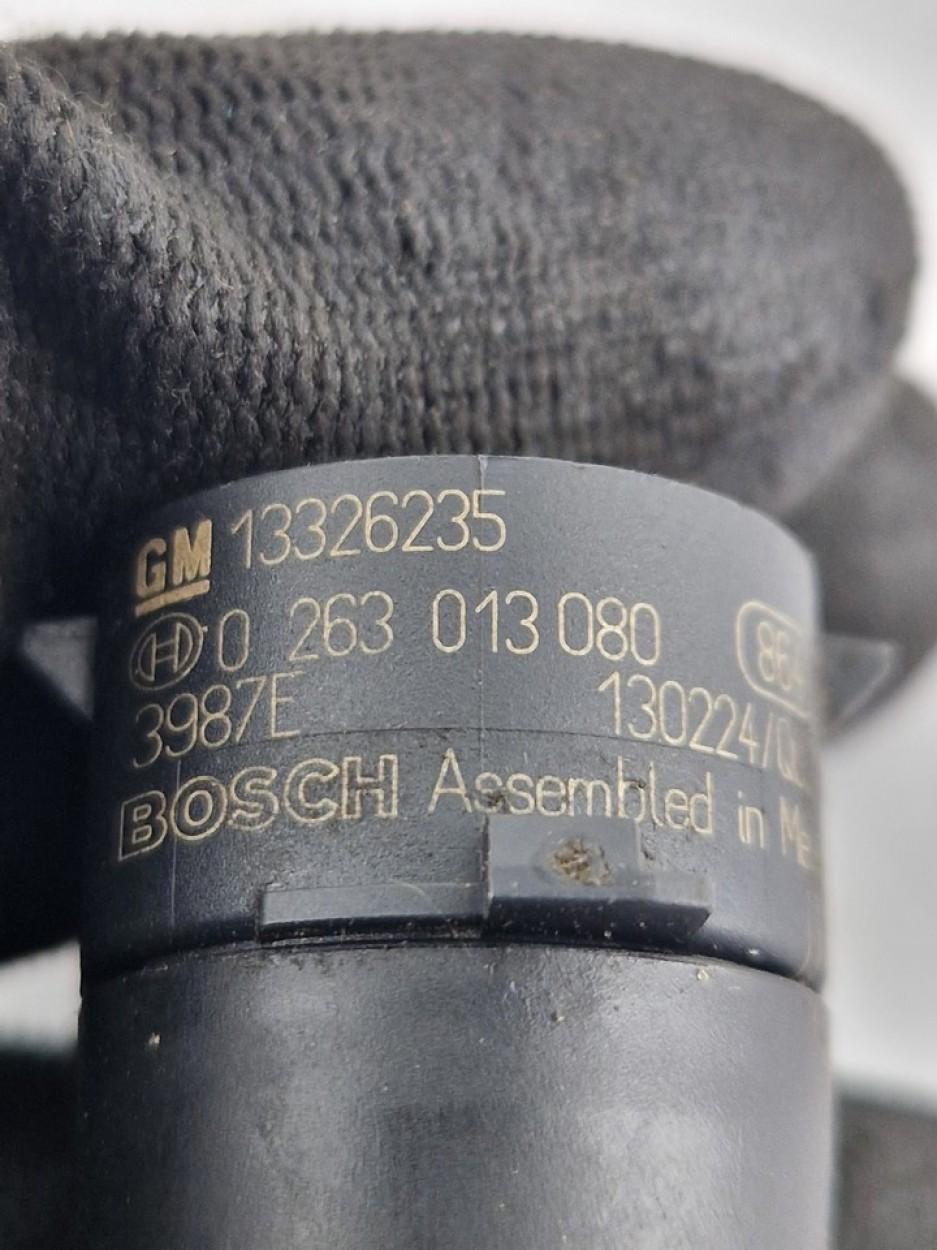 GM 13326235
0 263 013 080
3987E 130224
BOSCH Assembled in